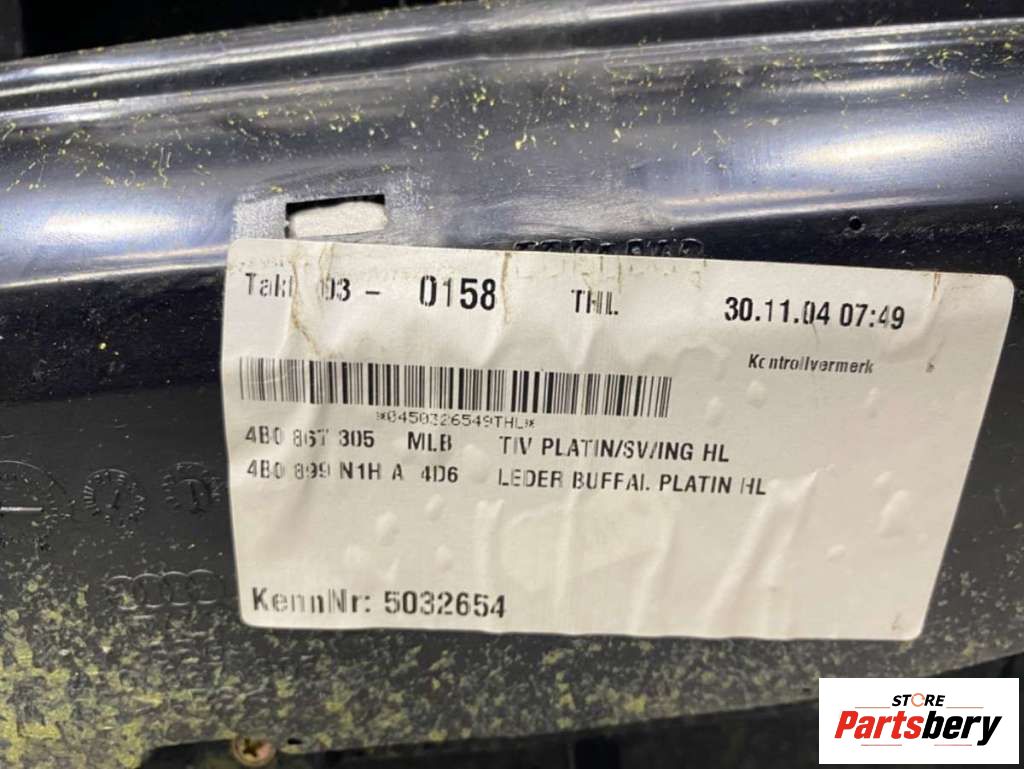 Takt 03 - 0158 THL 30.11.04 07:49
Kontrollvermerk
*0450326549THL*
4B0 867 305 MLB TIV PLATIN/SV/ING HL
4B0 899 N1H A 4D6 LEDER BUFFAL PLATIN HL
KennNr: 5032654
STORE
Partsbery